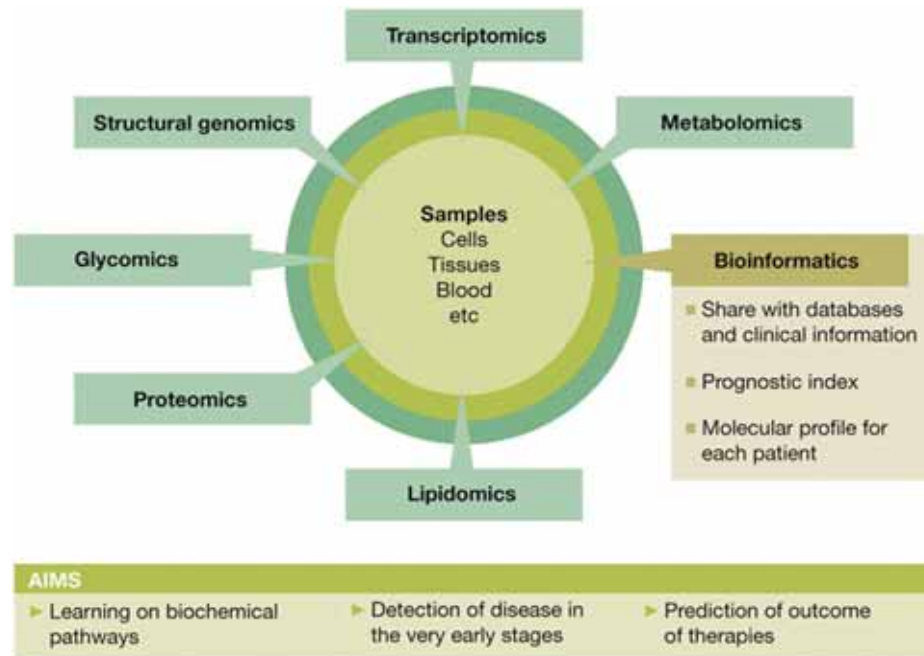 Transcriptomics
Structural genomics
Metabolomics
Samples
Cells
Tissues
Blood
etc
Glycomics
Bioinformatics
Share with databases
and clinical information
Prognostic index
Molecular profile for
each patient
Proteomics
Lipidomics
AIMS
Learning on biochemical
pathways
Detection of disease in
the very early stages
Prediction of outcome
of therapies